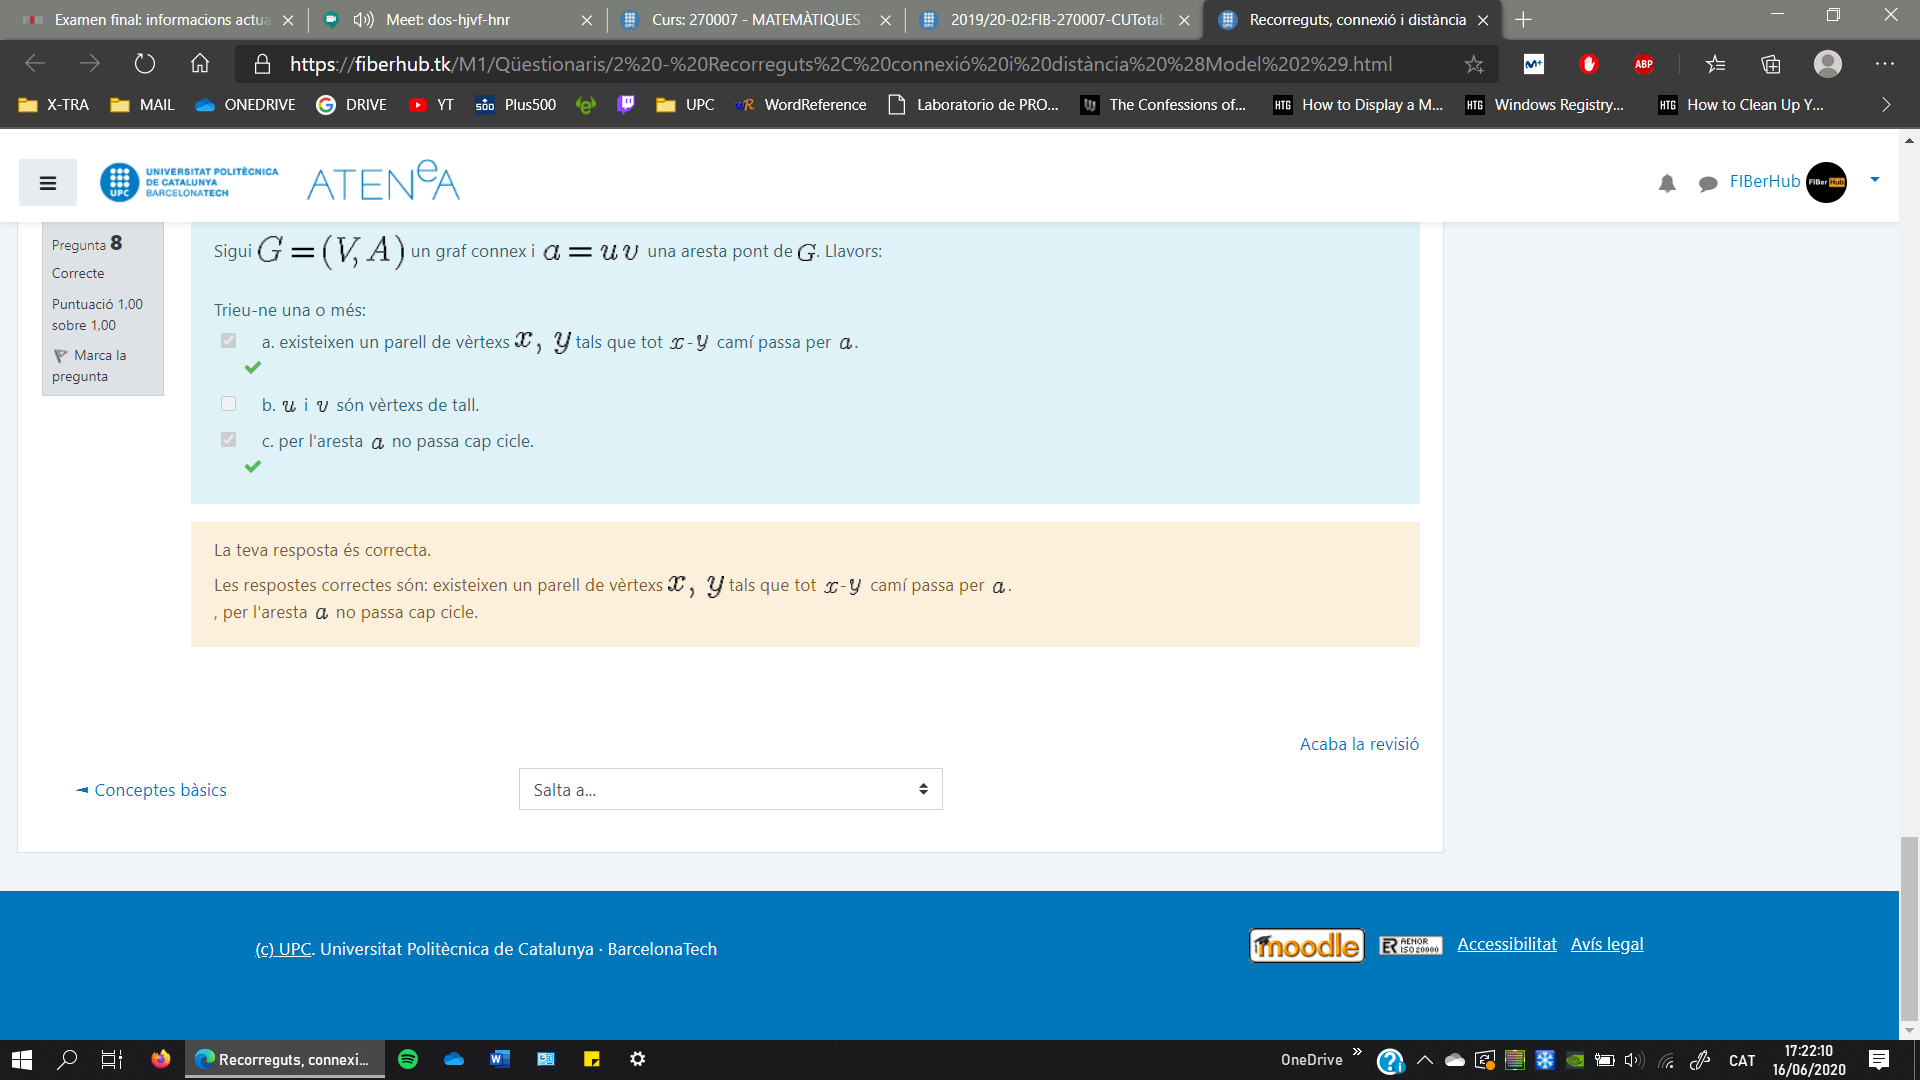 Examen final: informacions actua
Meet: dos-hjvf-hnr
Curs: 270007 - MATEMÀTIQUES
2019/20-02:FIB-270007-CUTotal:
Recorreguts, connexió i distància
https://fiberhub.tk/M1/Qüestionaris/2%20-%20Recorreguts%2C%20connexió%20i%20distància%20%28Model%202%29.html
X-TRA
MAIL
ONEDRIVE
DRIVE
YT
Plus500
UPC
WordReference
Laboratorio de PRO...
The Confessions of...
HTG How to Display a M...
HTG Windows Registry...
HTG How to Clean Up Y...
UPC
UNIVERSITAT POLITÈCNICA
DE CATALUNYA
BARCELONATECH
ATENeA
FIBerHub
FIBer Hub
Pregunta 8
Correcte
Puntuació 1,00
sobre 1,00
Marca la
pregunta
Sigui G = (V, A) un graf connex i a = u v una aresta pont de G. Llavors:
Trieu-ne una o més:
a. existeixen un parell de vèrtexs x, y tals que tot x-y camí passa per a.
b. u i v són vèrtexs de tall.
c. per l'aresta a no passa cap cicle.
La teva resposta és correcta.
Les respostes correctes són: existeixen un parell de vèrtexs x, y tals que tot x-y camí passa per a.
, per l'aresta a no passa cap cicle.
Acaba la revisió
◄ Conceptes bàsics
Salta a...
(c) UPC. Universitat Politècnica de Catalunya · BarcelonaTech
moodle
ER AENOR ISO 20000
Accessibilitat
Avís legal
Recorreguts, connexi...
OneDrive
CAT
17:22:10
16/06/2020